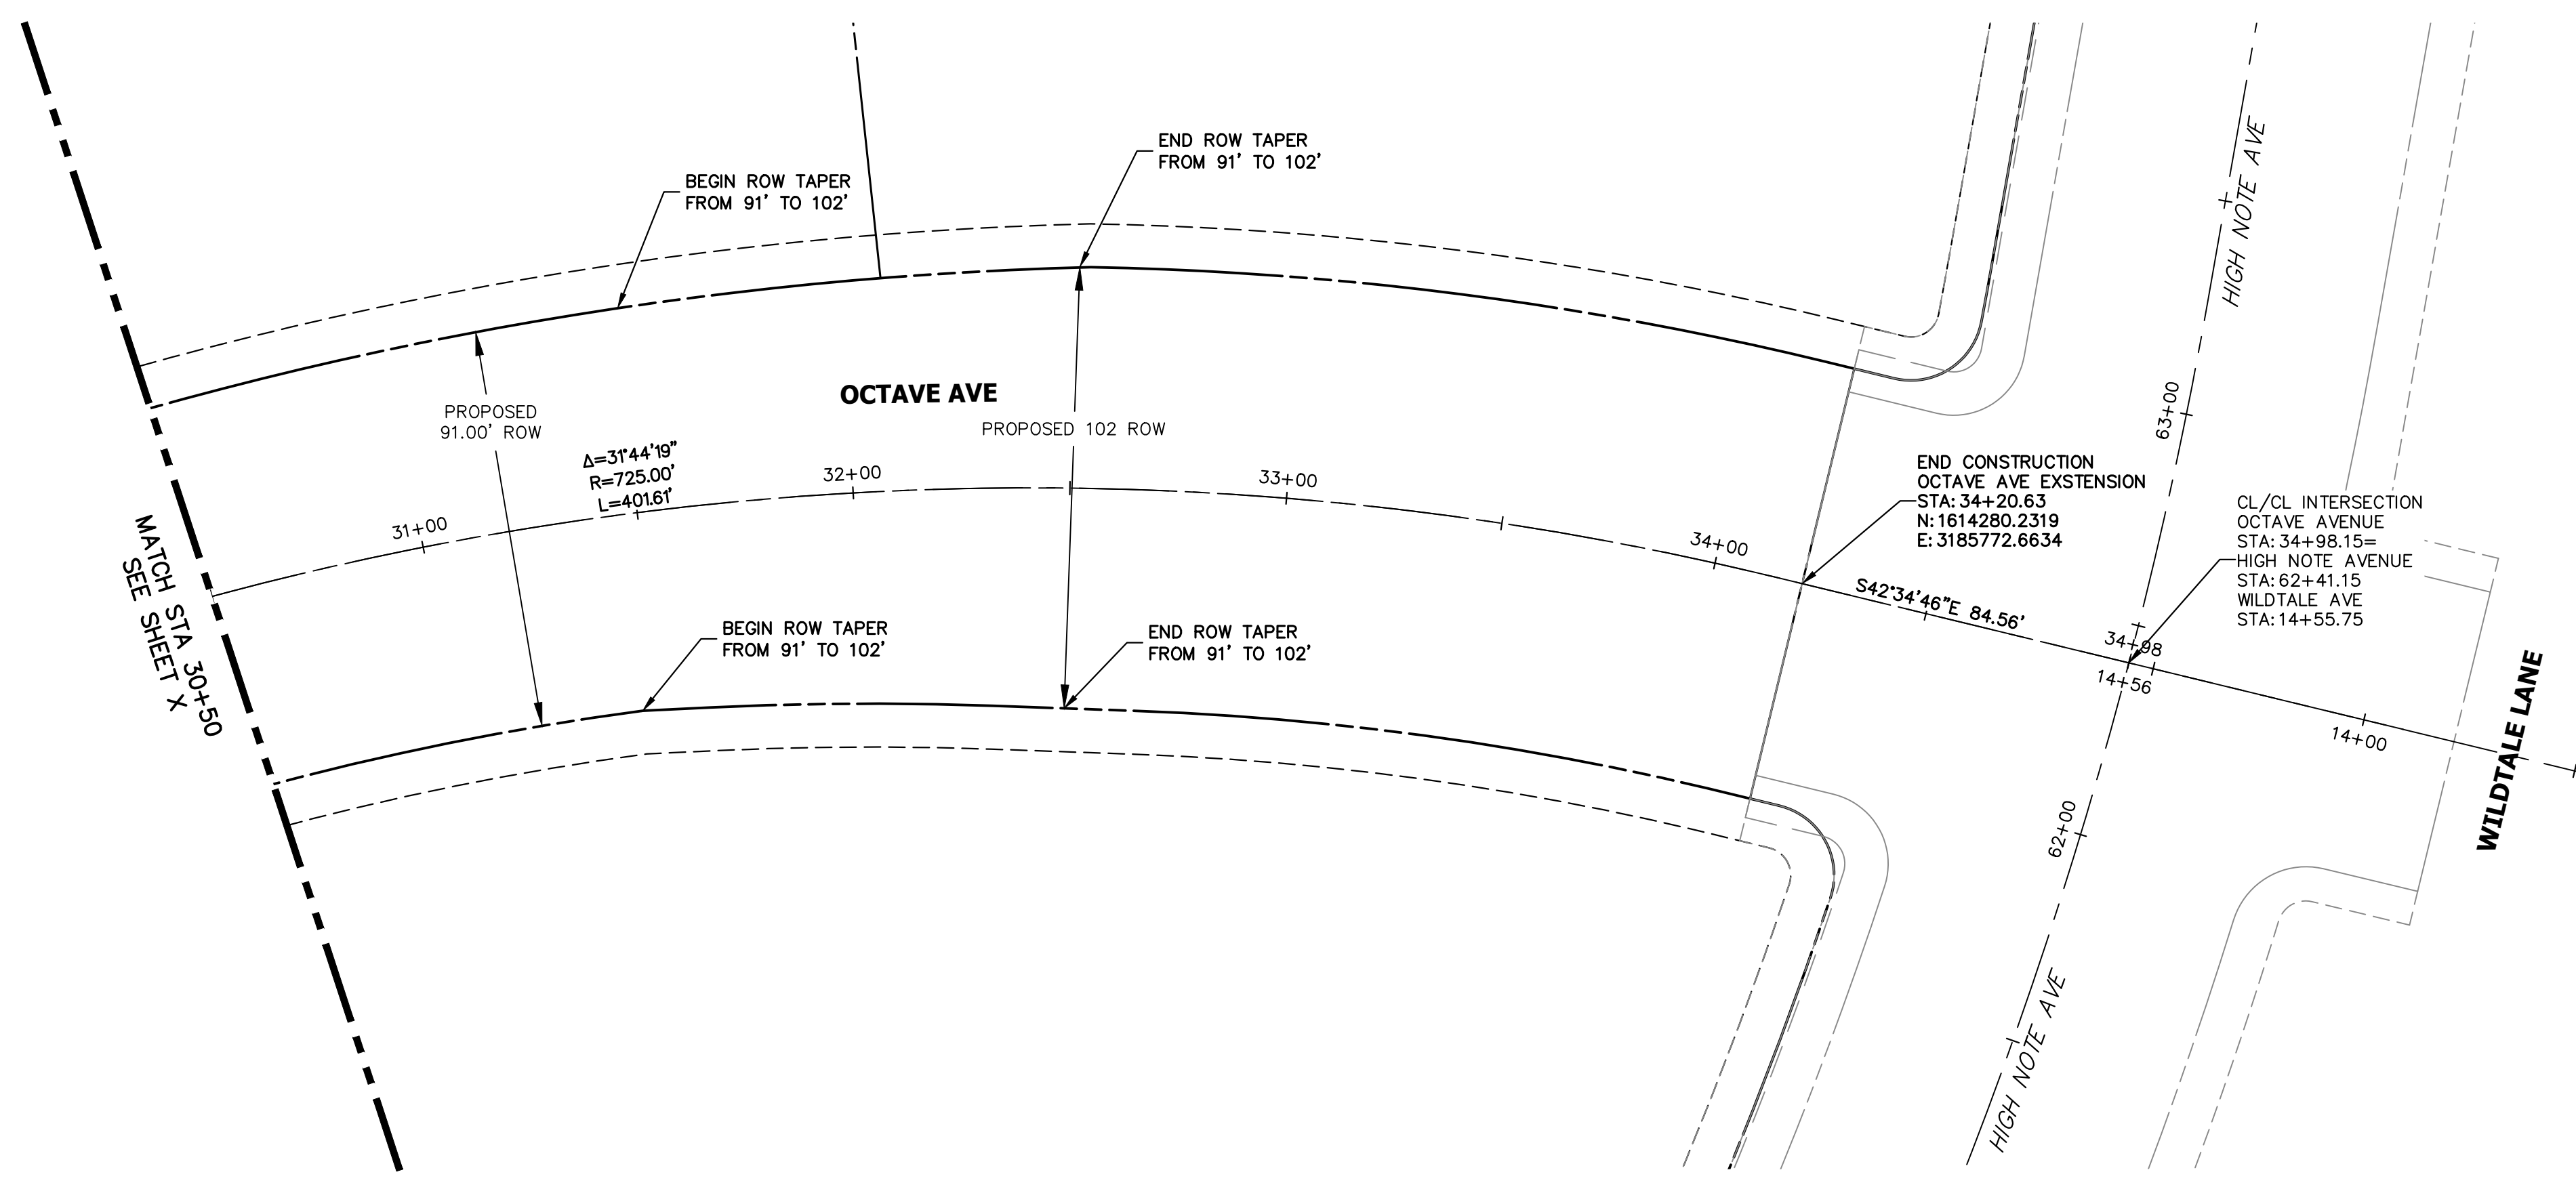 END ROW TAPER
FROM 91' TO 102'
BEGIN ROW TAPER
FROM 91' TO 102'
HIGH NOTE AVE
OCTAVE AVE
PROPOSED
91.00' ROW
PROPOSED 102 ROW
63+00
Δ=31°44'19"
R=725.00'
L=401.61'
31+00
32+00
33+00
34+00
END CONSTRUCTION
OCTAVE AVE EXSTENSION
STA: 34+20.63
N: 1614280.2319
E: 3185772.6634
CL/CL INTERSECTION
OCTAVE AVENUE
STA: 34+98.15=
HIGH NOTE AVENUE
STA: 62+41.15
WILDTALE AVE
STA: 14+55.75
MATCH STA 30+50
SEE SHEET X
S42°34'46"E 84.56'
BEGIN ROW TAPER
FROM 91' TO 102'
END ROW TAPER
FROM 91' TO 102'
34+98
14+56
14+00
WILDTALE LANE
62+00
HIGH NOTE AVE